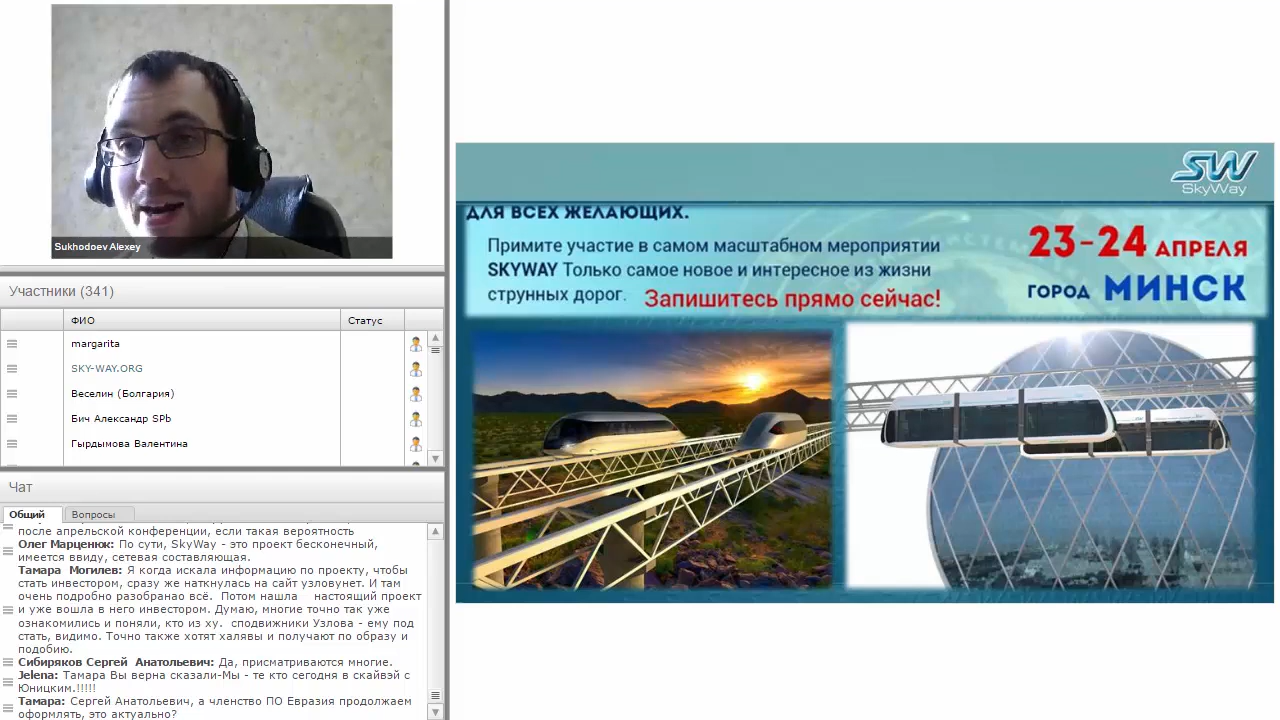 Sukhodoev Alexey
Участники (341)
ФИО
Статус
margarita
SKY-WAY.ORG
Веселин (Болгария)
Бич Александр SPb
Гырдымова Валентина
Чат
Общий
Вопросы
после апрельской конференции, если такая вероятность
Олег Марценюк: По сути, SkyWay - это проект бесконечный,
имеется ввиду, сетевая составляющая.
Тамара Могилев: Я когда искала информацию по проекту, чтобы
стать инвестором, сразу же наткнулась на сайт узловунет. И там
очень подробно разобранао всё. Потом нашла настоящий проект
и уже вошла в него инвестором. Думаю, многие точно так уже
ознакомились и поняли, кто из ху. сподвижники Узлова - ему под
стать, видимо. Точно также хотят халявы и получают по образу и
подобию.
Сибиряков Сергей Анатольевич: Да, присматриваются многие.
Jelena: Тамара Вы верна сказали-Мы - те кто сегодня в скайвэй с
Юницким.!!!!!
Тамара: Сергей Анатольевич, а членство ПО Евразия продолжаем
оформлять, это актуально?
SW
SkyWay
ДЛЯ ВСЕХ ЖЕЛАЮЩИХ.
Примите участие в самом масштабном мероприятии
SKYWAY Только самое новое и интересное из жизни
струнных дорог. Запишитесь прямо сейчас!
23-24 АПРЕЛЯ
ГОРОД МИНСК